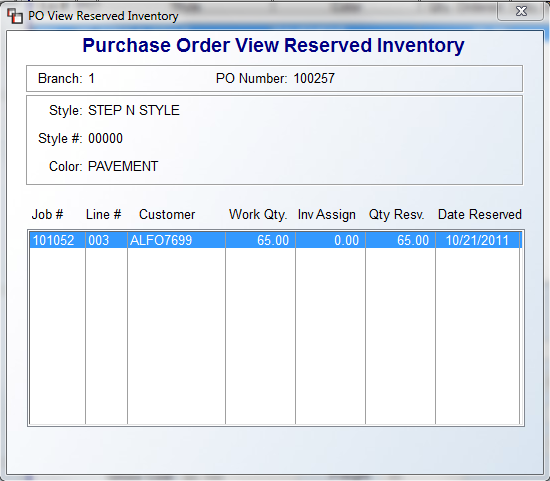 PO View Reserved Inventory
Purchase Order View Reserved Inventory
Branch: 1 PO Number: 100257
Style: STEP N STYLE
Style #: 00000
Color: PAVEMENT
Job # Line # Customer Work Qty. Inv Assign Qty Resv. Date Reserved
101052 003 ALFO7699 65.00 0.00 65.00 10/21/2011